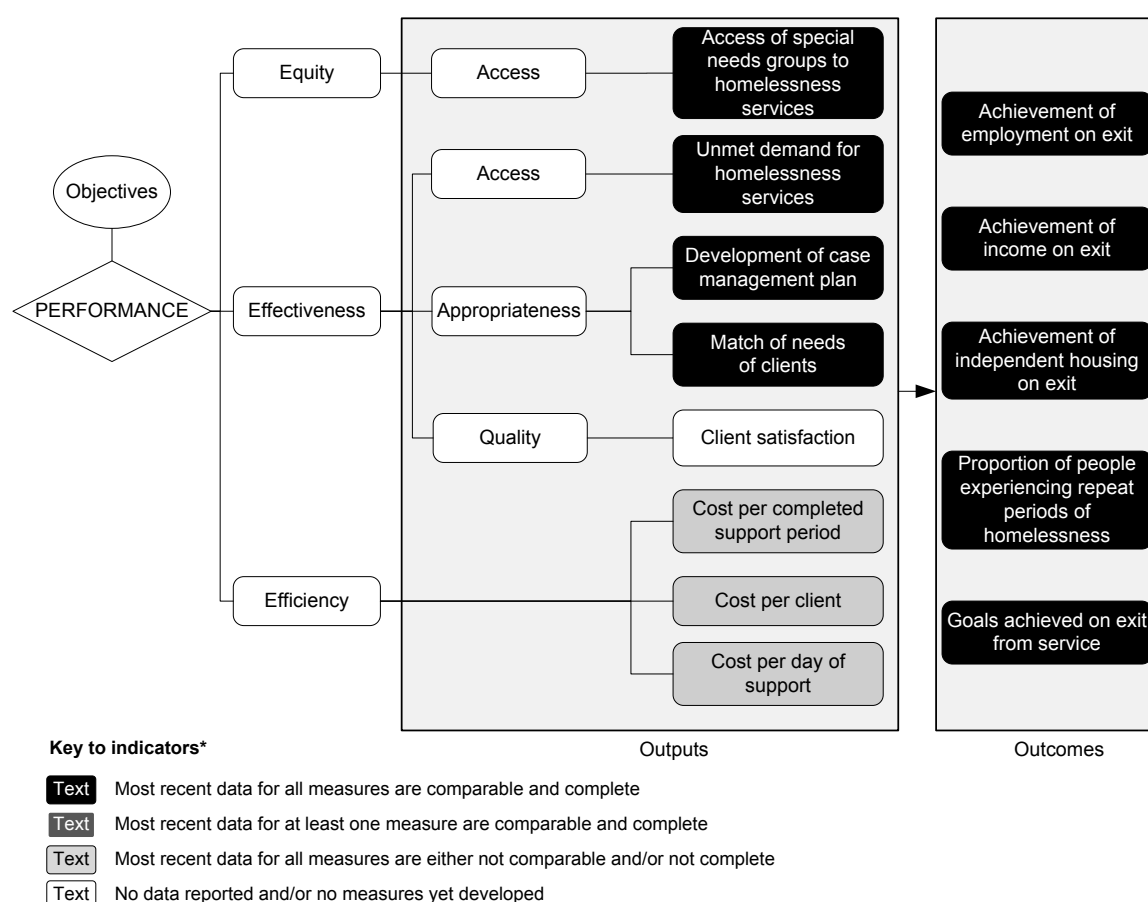 Objectives
PERFORMANCE
Equity
Effectiveness
Efficiency
Access
Access
Appropriateness
Quality
Access of special
needs groups to
homelessness
services
Unmet demand for
homelessness
services
Development of case
management plan
Match of needs
of clients
Client satisfaction
Cost per completed
support period
Cost per client
Cost per day of
support
Outputs
Achievement of
employment on exit
Achievement of
income on exit
Achievement of
independent housing
on exit
Proportion of people
experiencing repeat
periods of
homelessness
Goals achieved on exit
from service
Outcomes
Key to indicators*
Text Most recent data for all measures are comparable and complete
Text Most recent data for at least one measure are comparable and complete
Text Most recent data for all measures are either not comparable and/or not complete
Text No data reported and/or no measures yet developed